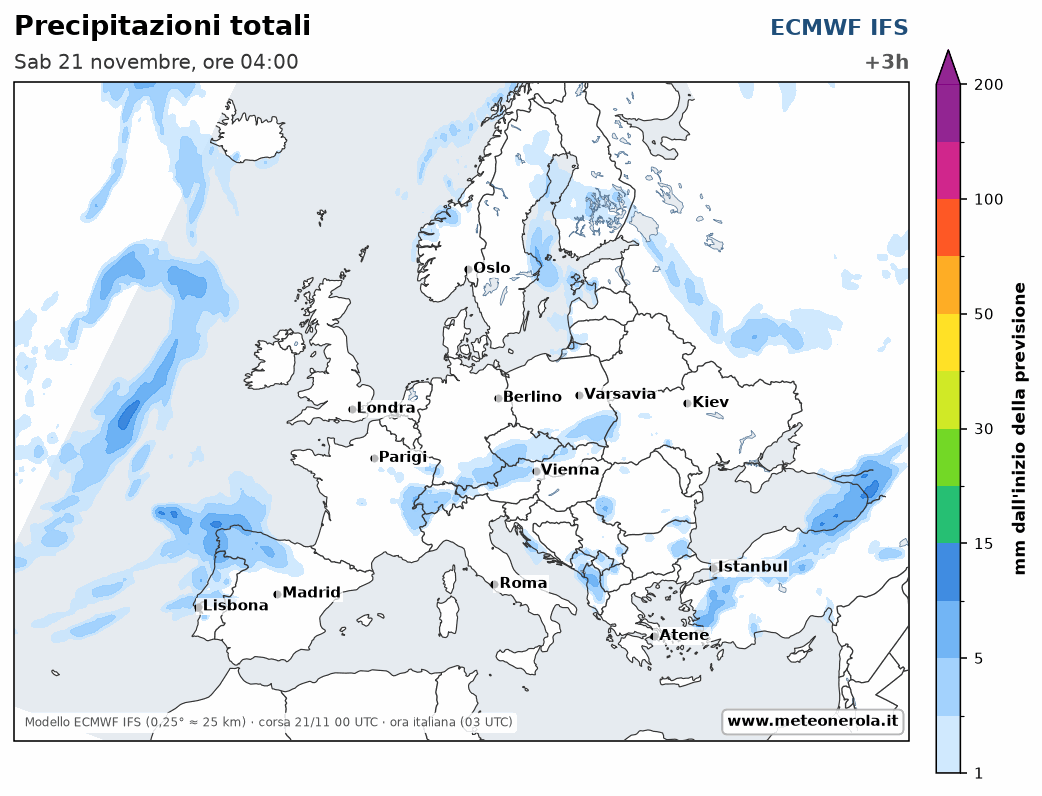 Precipitazioni totali
ECMWF IFS
Sab 21 novembre, ore 04:00
+3h
200
100
50
30
15
5
1
mm dall'inizio della previsione
Oslo
Berlino
Varsavia
Londra
Kiev
Parigi
Vienna
Istanbul
Roma
Madrid
Lisbona
Atene
Modello ECMWF IFS (0,25° ≈ 25 km) · corsa 21/11 00 UTC · ora italiana (03 UTC)
www.meteonerola.it